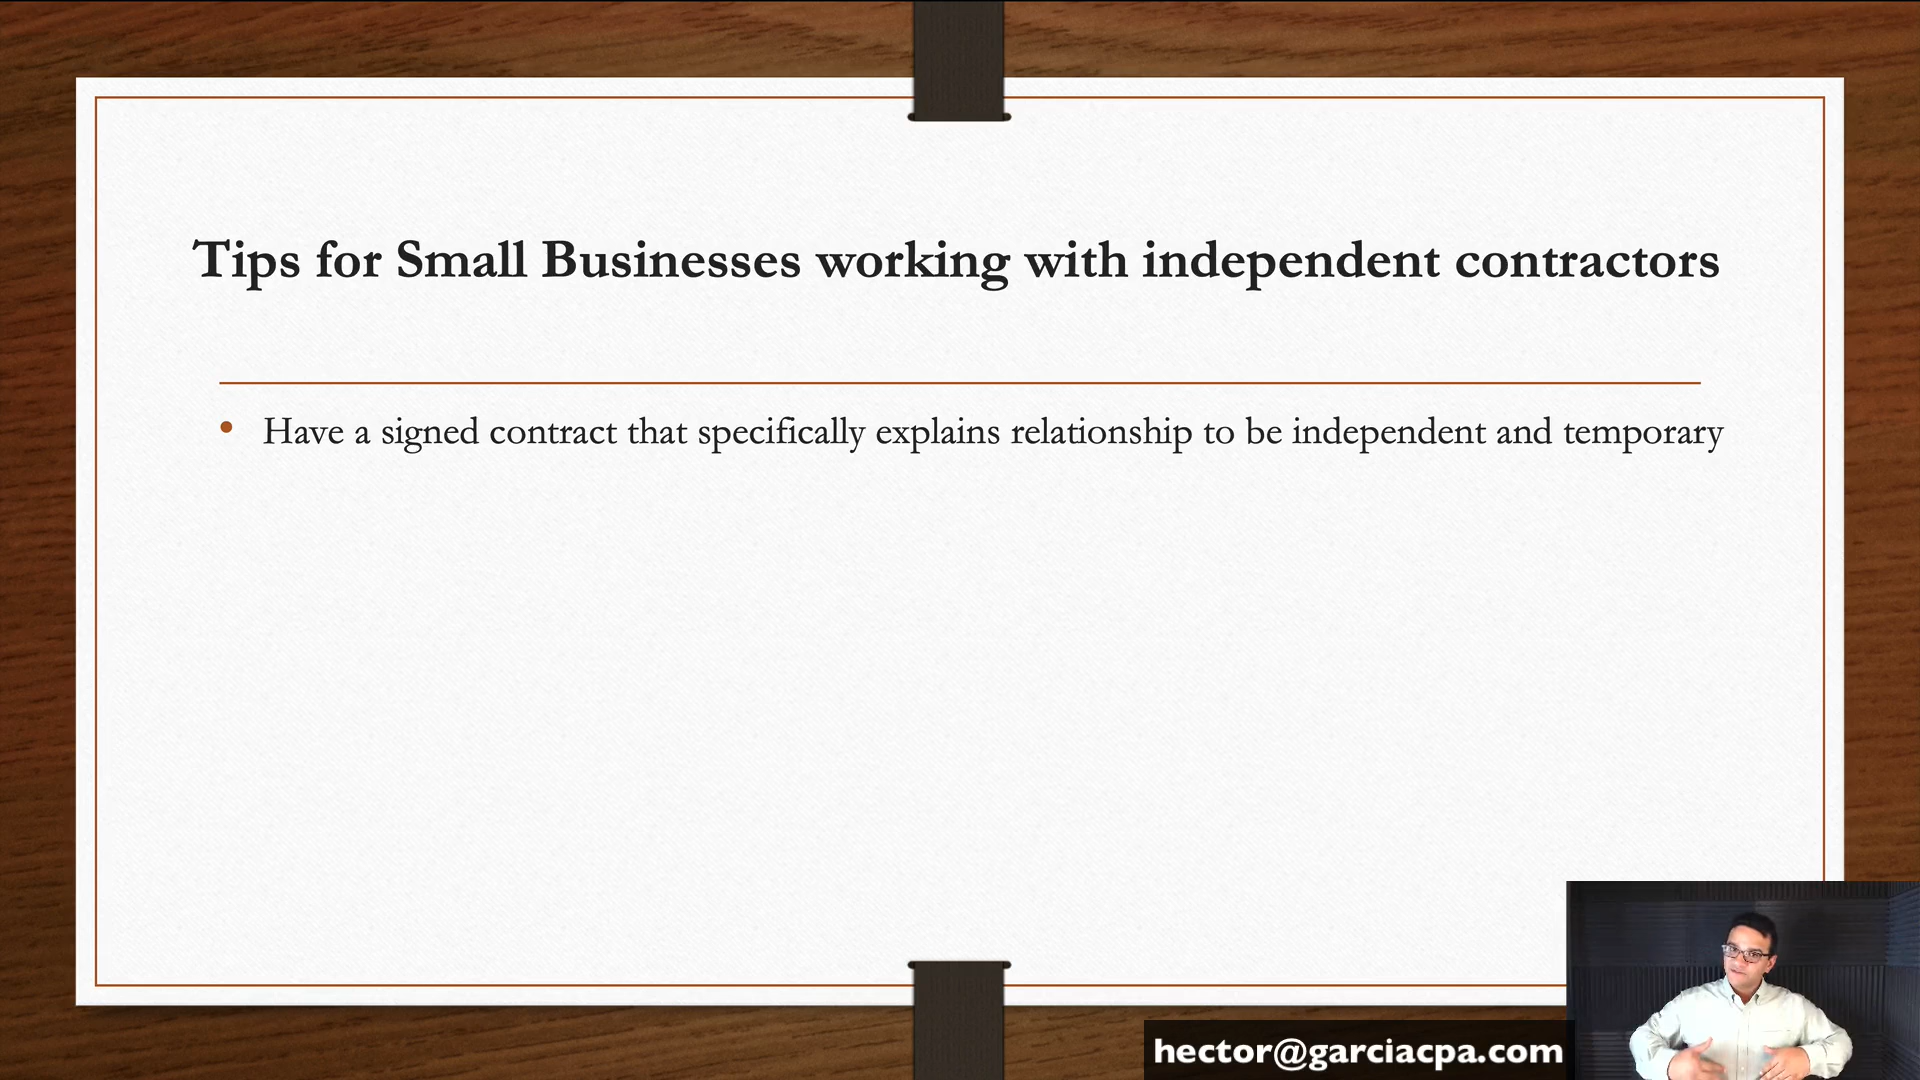 Tips for Small Businesses working with independent contractors
• Have a signed contract that specifically explains relationship to be independent and temporary
hector@garciacpa.com